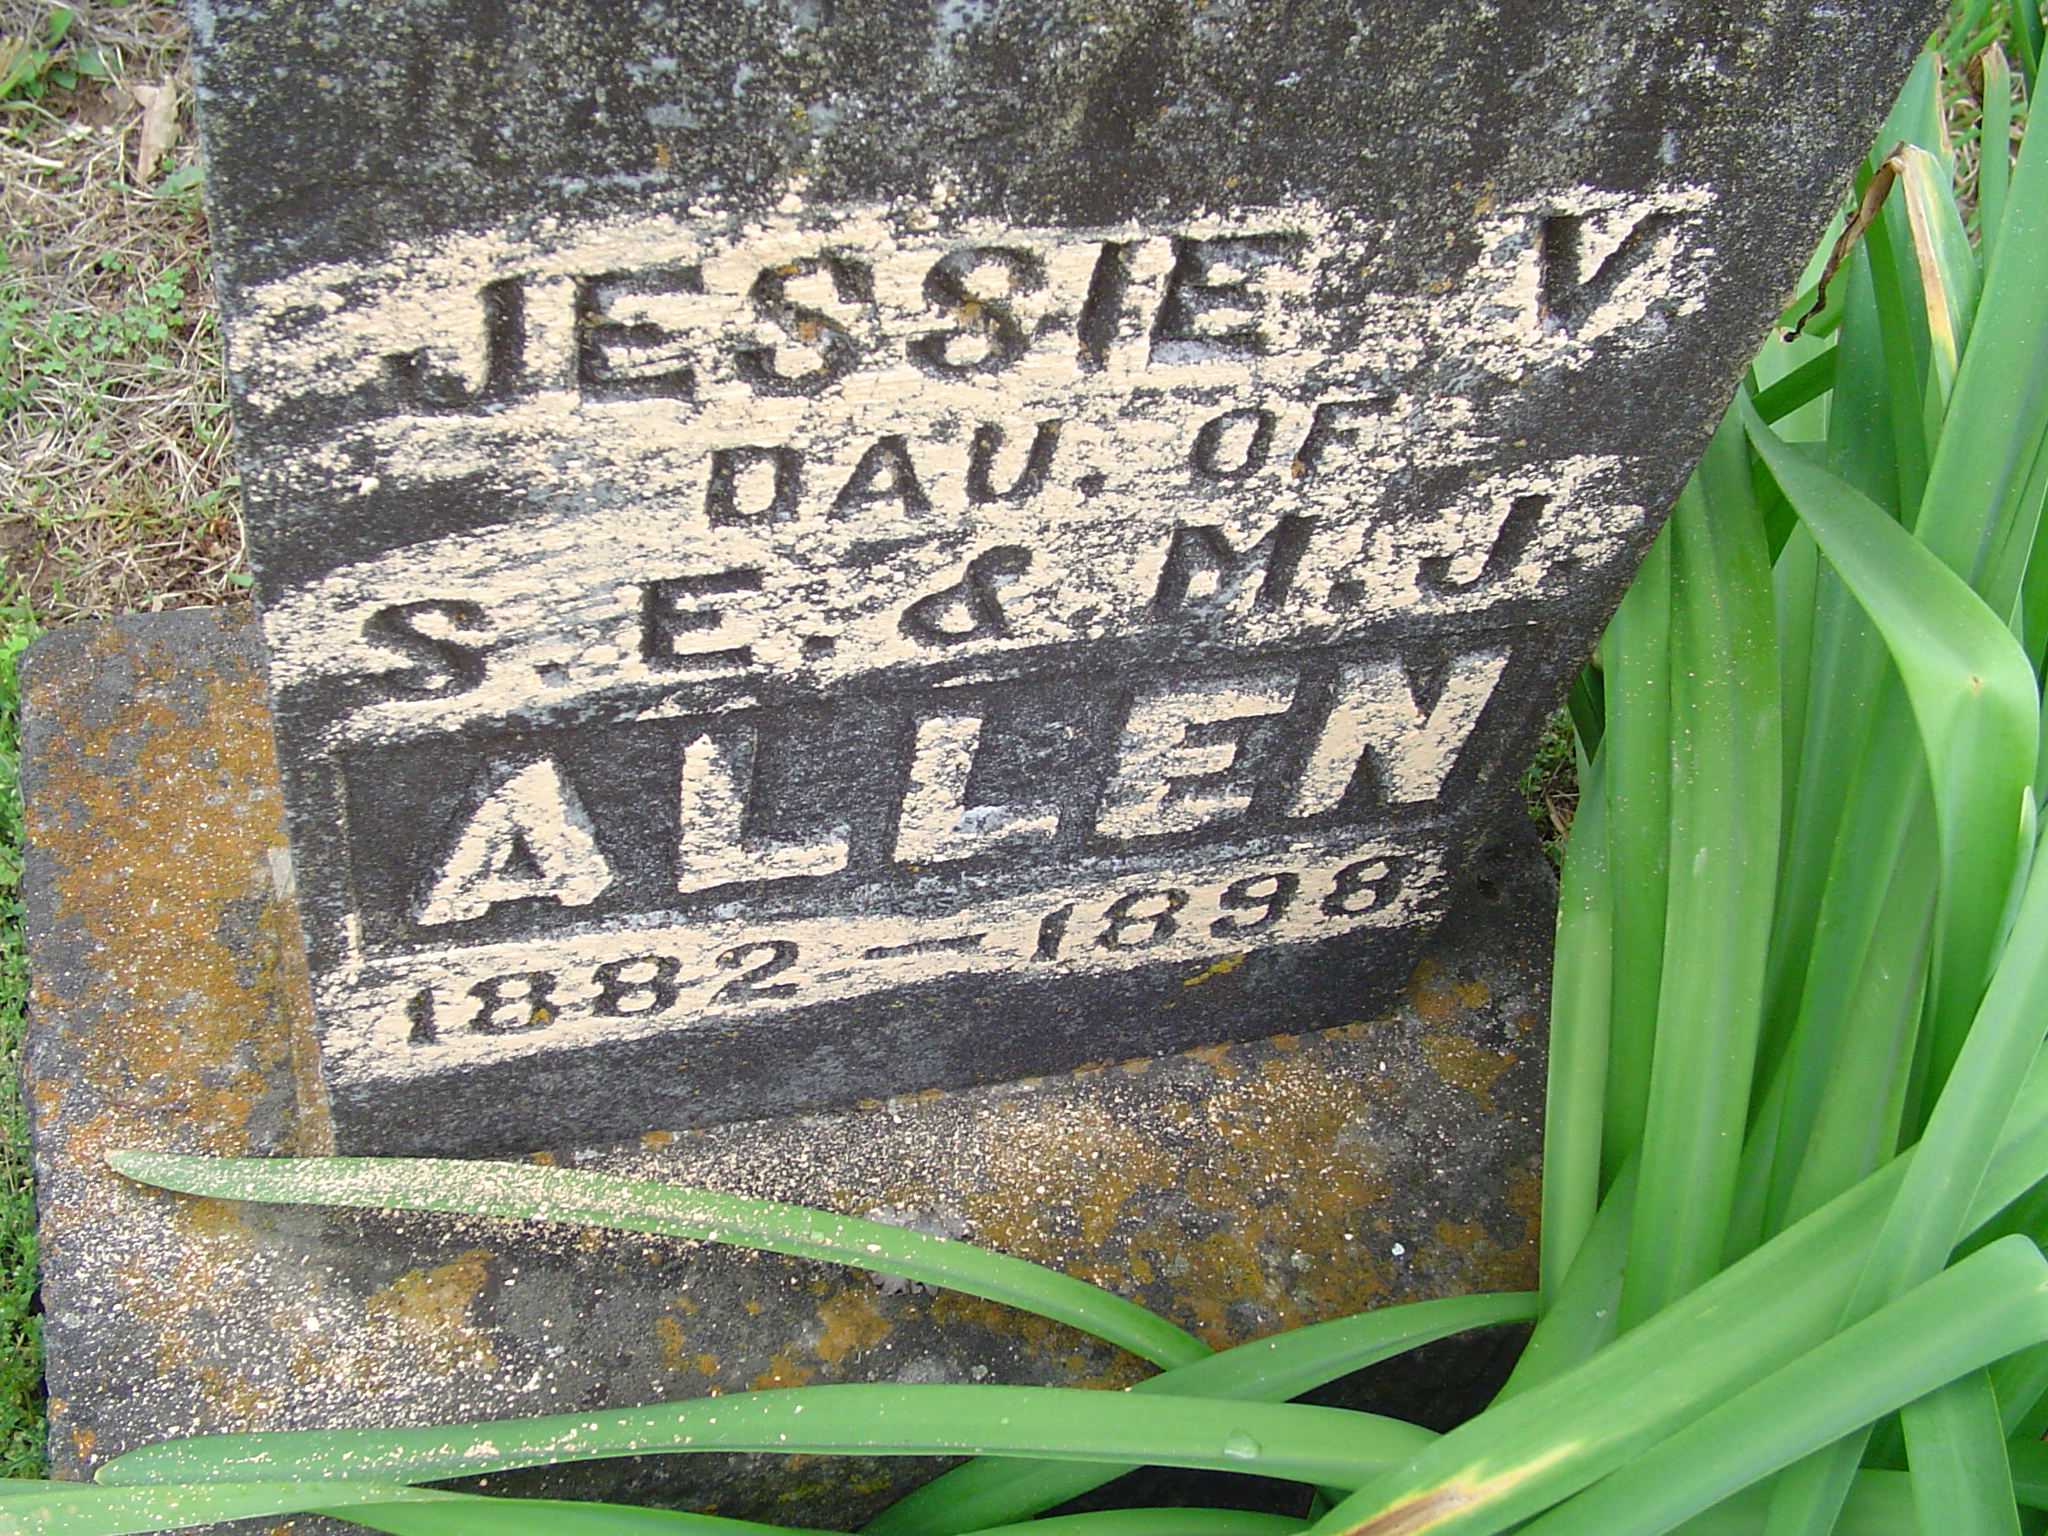 JESSIE V
DAU. OF
S. E. & M. J.
ALLEN
1882 — 1898